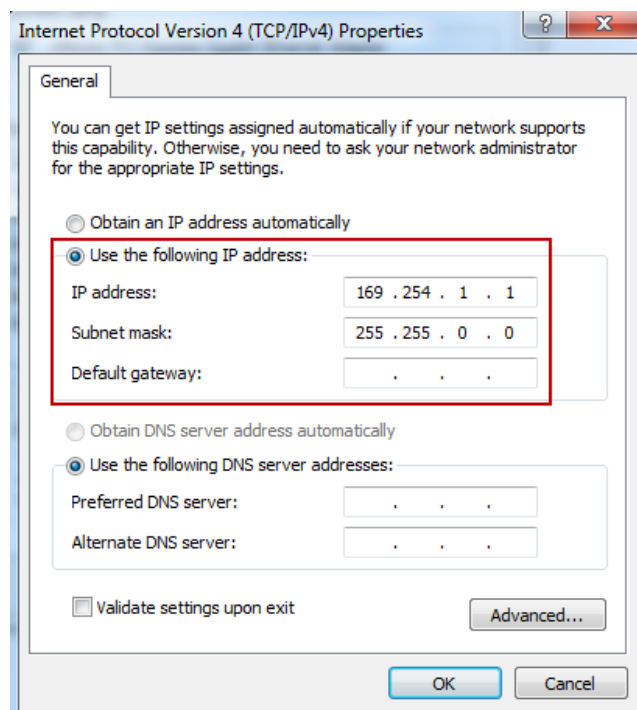 Internet Protocol Version 4 (TCP/IPv4) Properties
?
X
General
You can get IP settings assigned automatically if your network supports
this capability. Otherwise, you need to ask your network administrator
for the appropriate IP settings.
Obtain an IP address automatically
Use the following IP address:
IP address: 169 . 254 . 1 . 1
Subnet mask: 255 . 255 . 0 . 0
Default gateway: . . .
Obtain DNS server address automatically
Use the following DNS server addresses:
Preferred DNS server: . . .
Alternate DNS server: . . .
Validate settings upon exit
Advanced...
OK Cancel